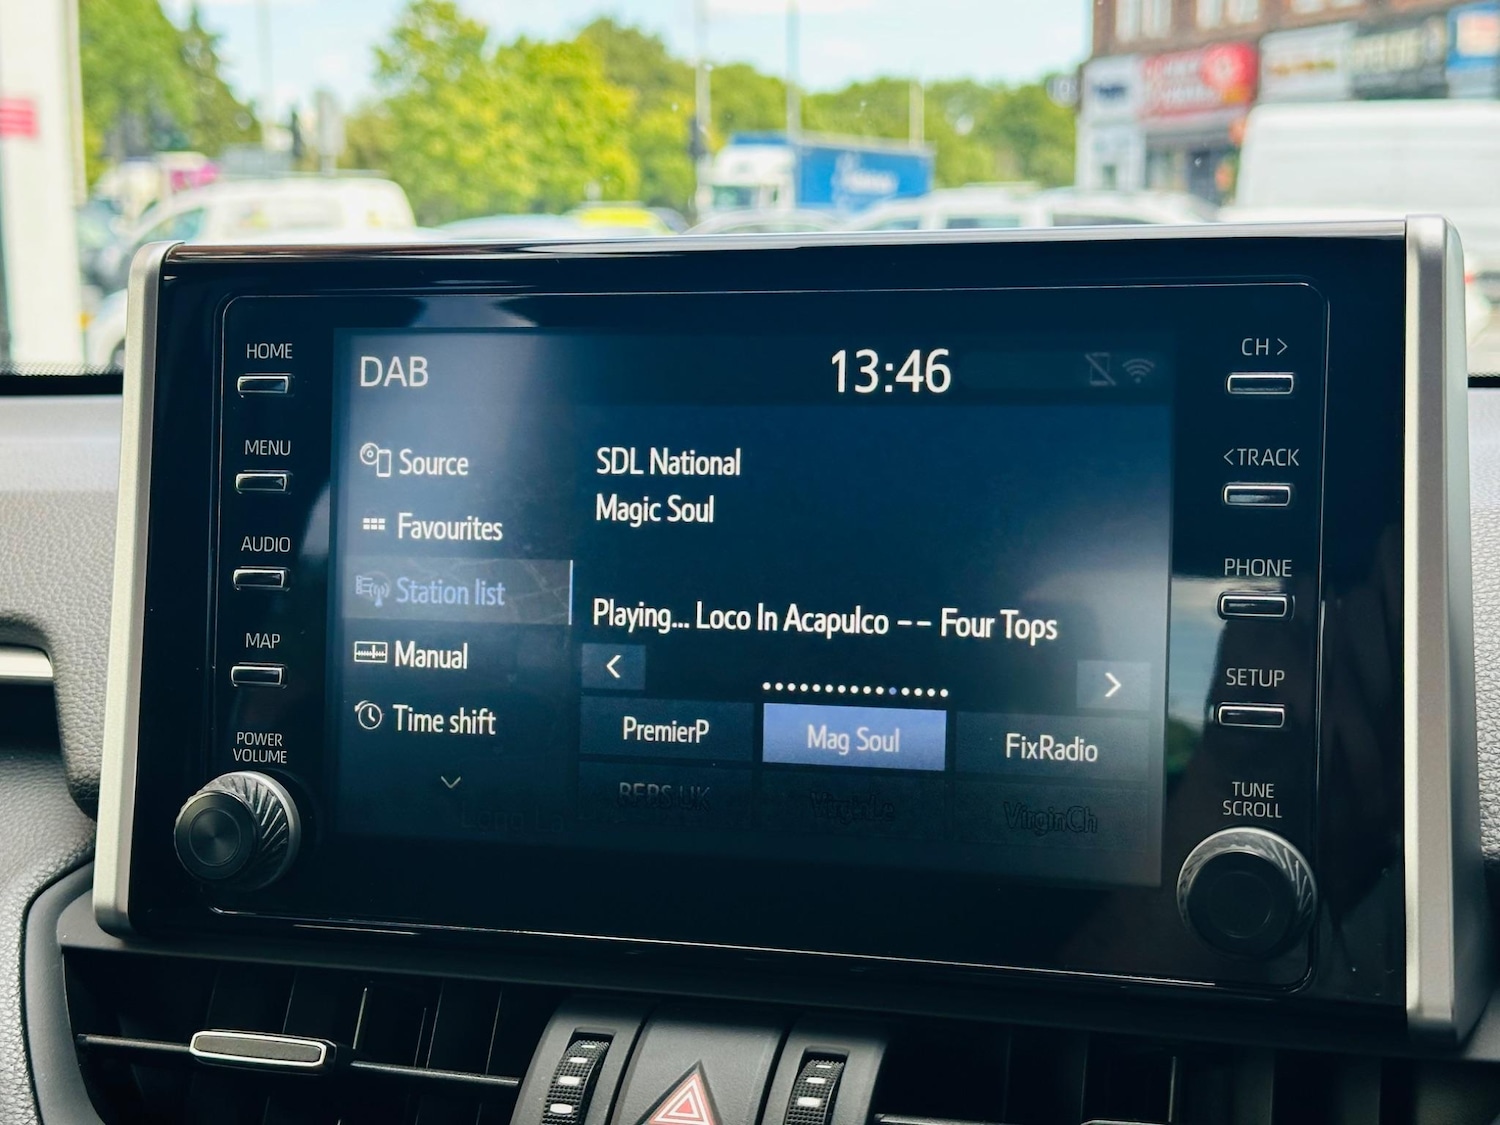 HOME
MENU
AUDIO
MAP
POWER
VOLUME
DAB
13:46
Source
Favourites
Station list
Manual
Time shift
SDL National
Magic Soul
Playing... Loco In Acapulco -- Four Tops
<
>
PremierP
Mag Soul
FixRadio
VirginCh
CH >
<TRACK
PHONE
SETUP
TUNE
SCROLL